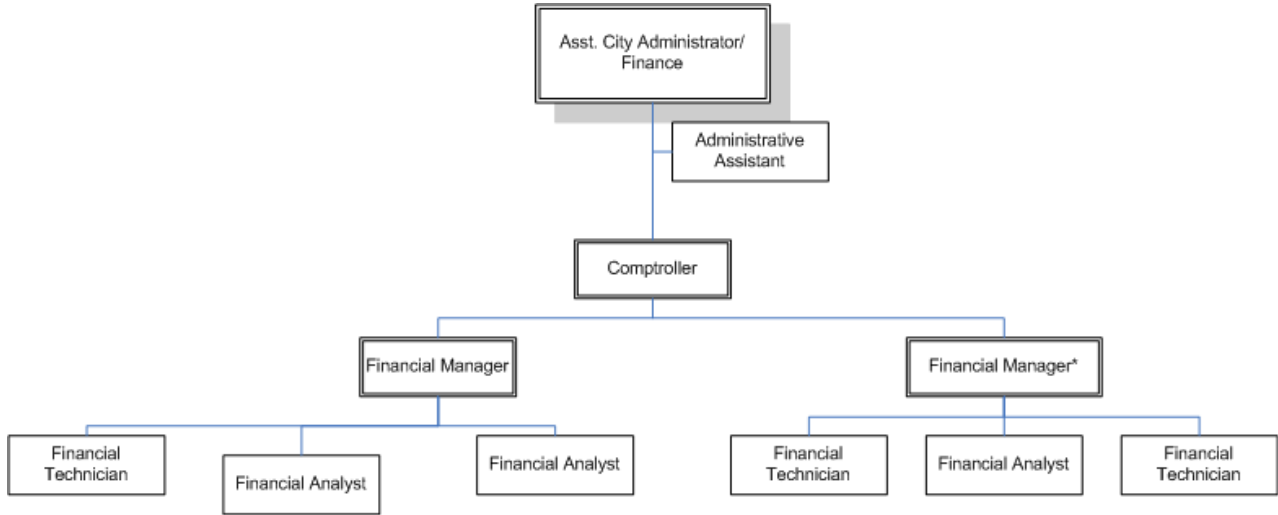 Asst. City Administrator/
Finance
Administrative
Assistant
Comptroller
Financial Manager
Financial Manager*
Financial
Technician
Financial Analyst
Financial Analyst
Financial
Technician
Financial Analyst
Financial
Technician